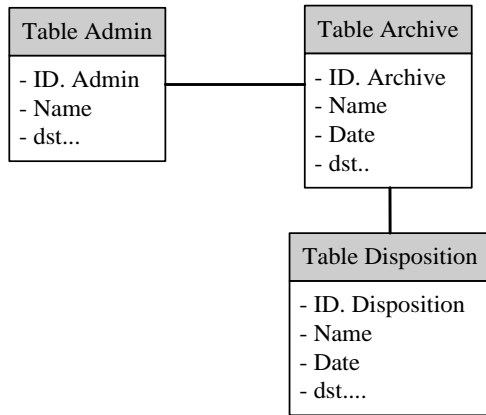 Table Admin
- ID. Admin
- Name
- dst...
Table Archive
- ID. Archive
- Name
- Date
- dst..
Table Disposition
- ID. Disposition
- Name
- Date
- dst....